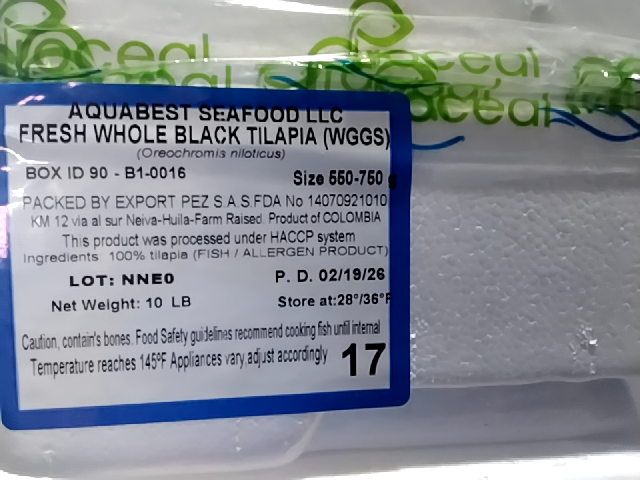 AQUABEST SEAFOOD LLC
FRESH WHOLE BLACK TILAPIA (WGGS)
(Oreochromis niloticus)
BOX ID 90 - B1-0016
Size 550-750 g
PACKED BY EXPORT PEZ S.A.S.FDA No 14070921010
KM 12 via al sur Neiva-Huila-Farm Raised Product of COLOMBIA
This product was processed under HACCP system
Ingredients: 100% tilapia (FISH / ALLERGEN PRODUCT)
LOT: NNE0
P. D. 02/19/26
Net Weight: 10 LB
Store at:28°/36°F
Caution, contain's bones. Food Safety guidelines recommend cooking fish until internal
Temperature reaches 145ºF Appliances vary,adjust accordingly
17